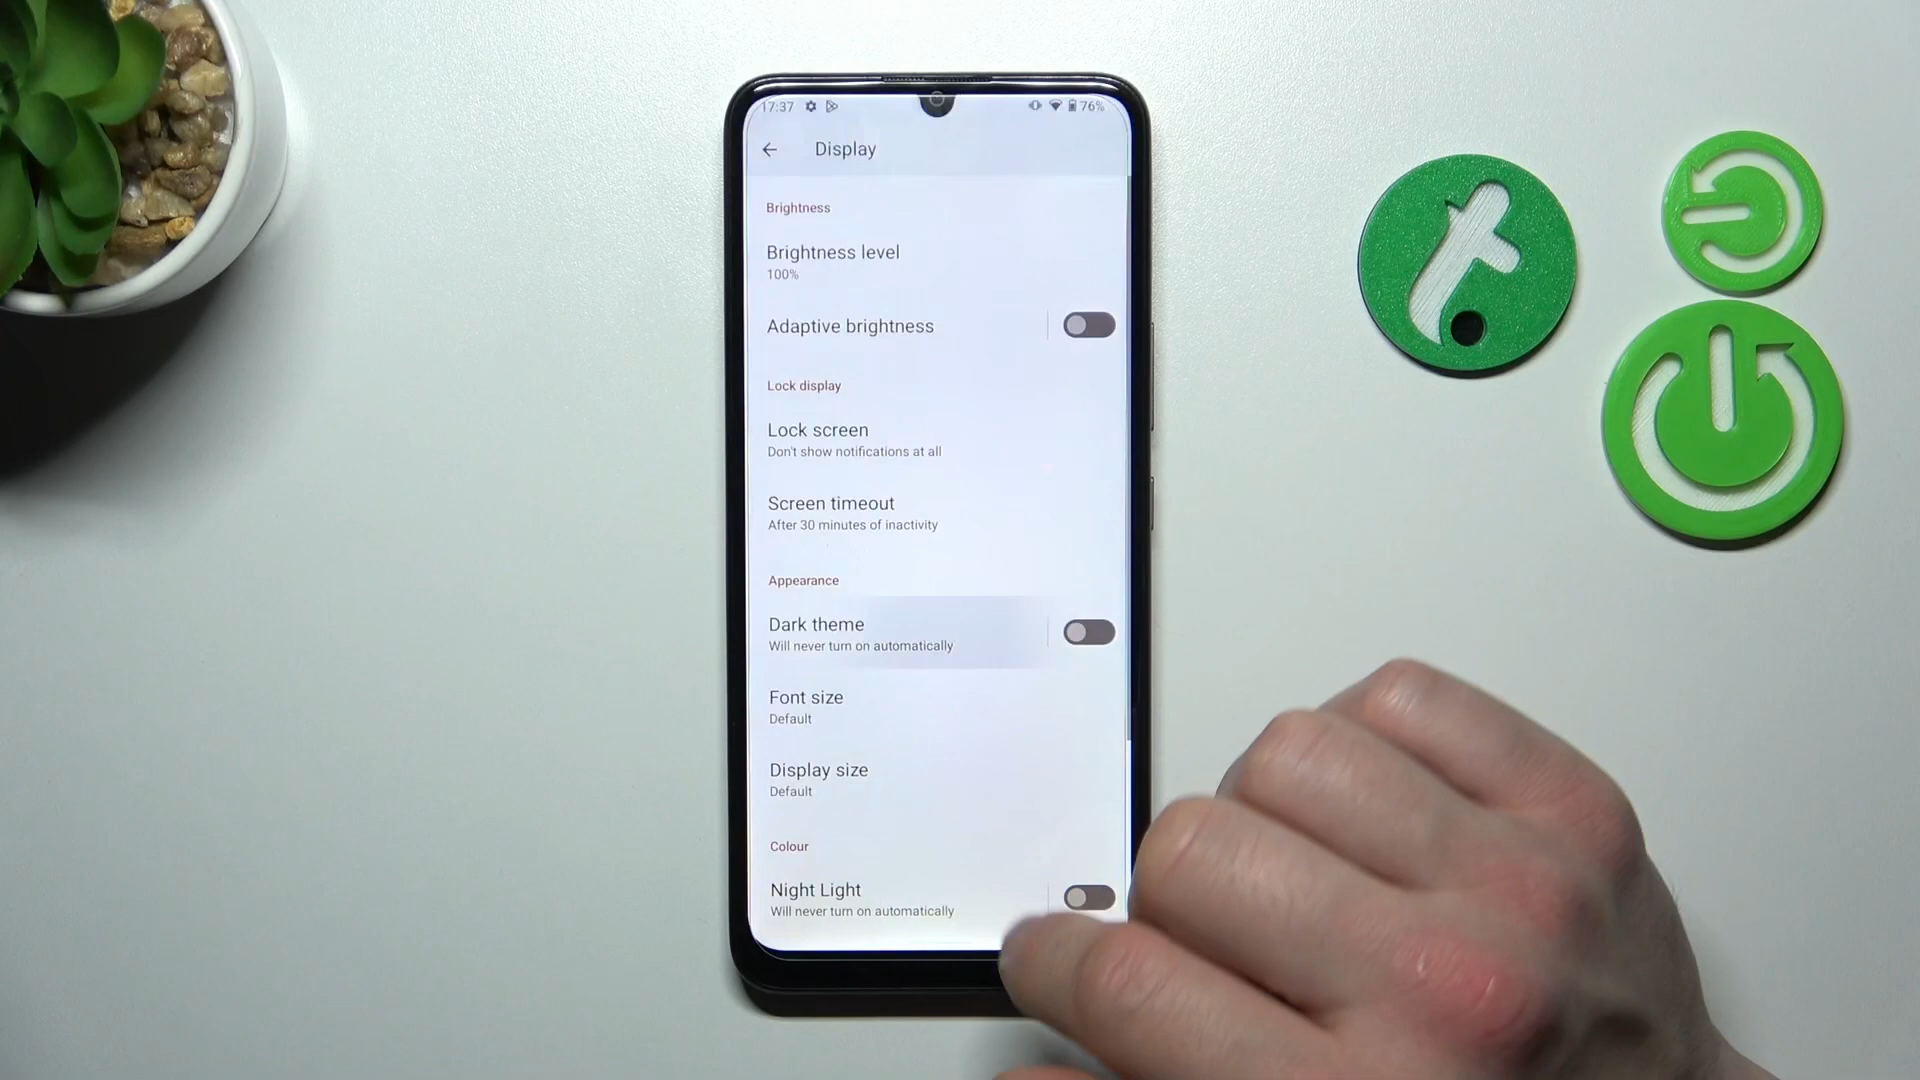 17:37 76%
Display
Brightness
Brightness level
100%
Adaptive brightness
Lock display
Lock screen
Don't show notifications at all
Screen timeout
After 30 minutes of inactivity
Appearance
Dark theme
Will never turn on automatically
Font size
Default
Display size
Default
Colour
Night Light
Will never turn on automatically